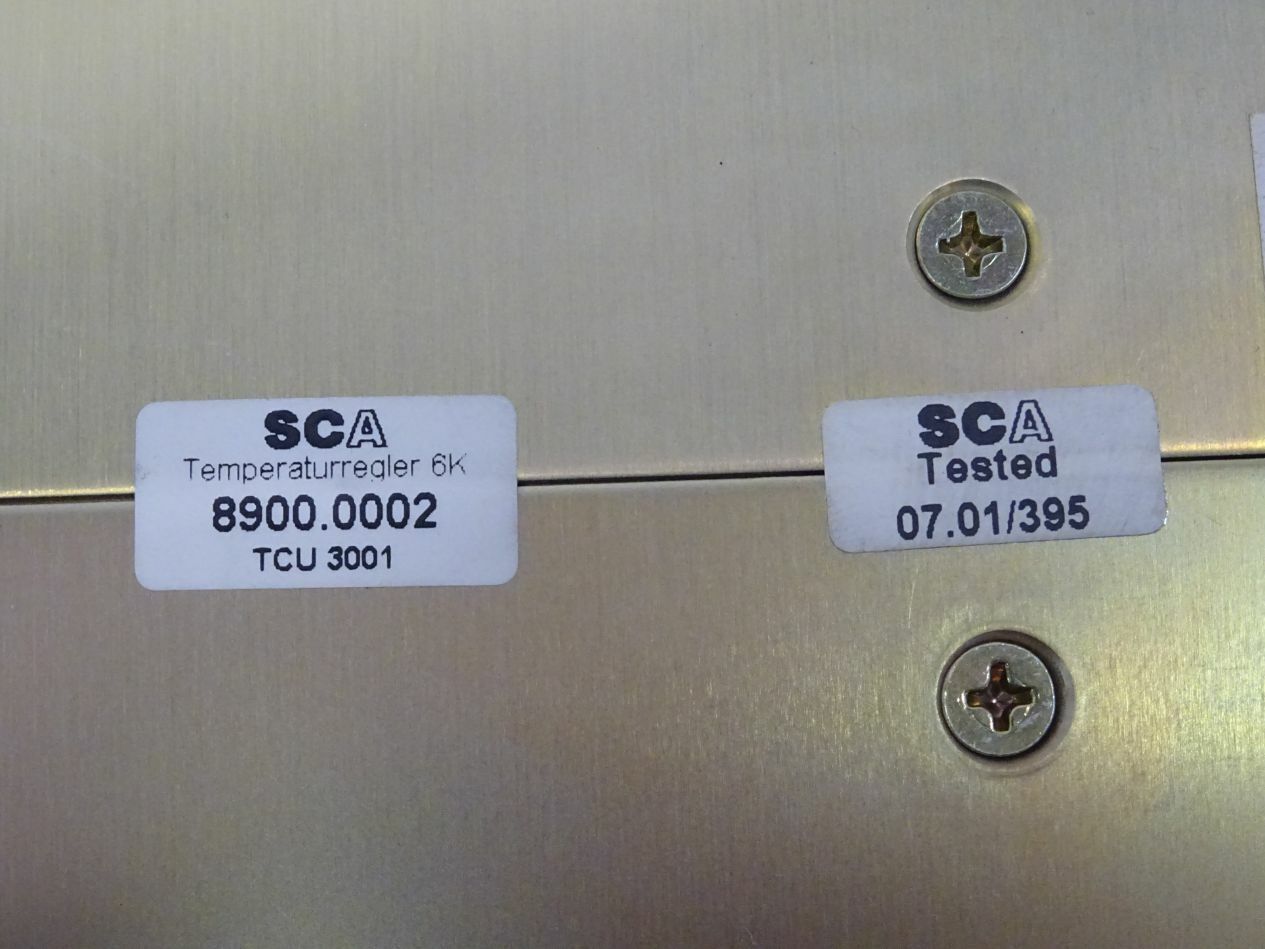 SCA
Temperaturregler 6K
8900.0002
TCU 3001
SCA
Tested
07.01/395